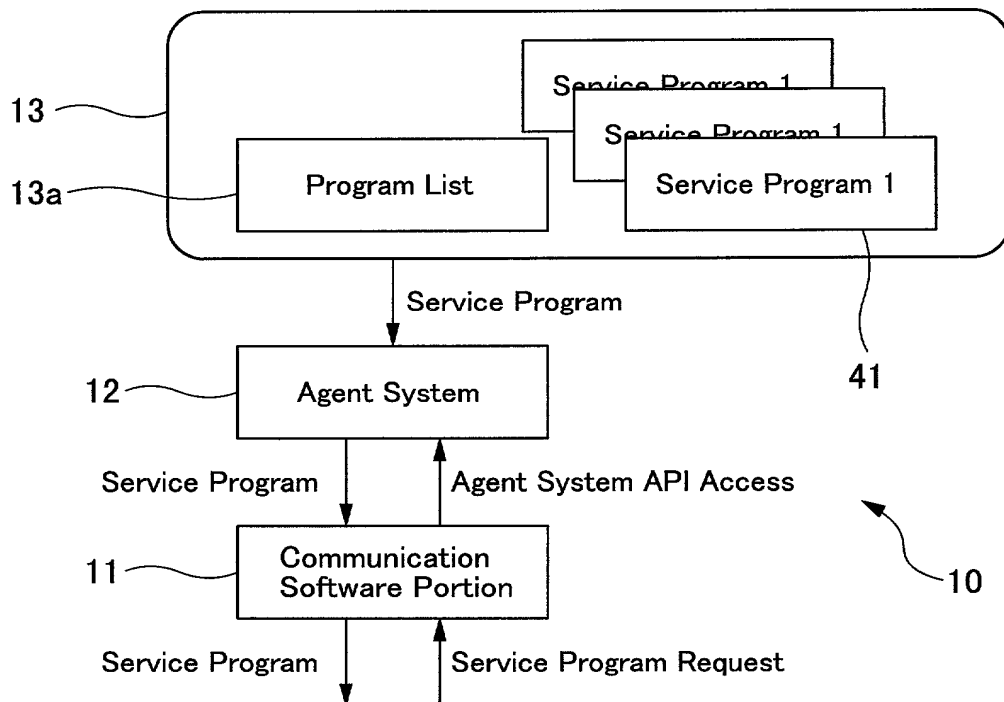 Service Program 1
Service Program 1
Service Program 1
13
13a
Program List
41
Service Program
12
Agent System
Service Program
Agent System API Access
11
Communication
Software Portion
10
Service Program
Service Program Request